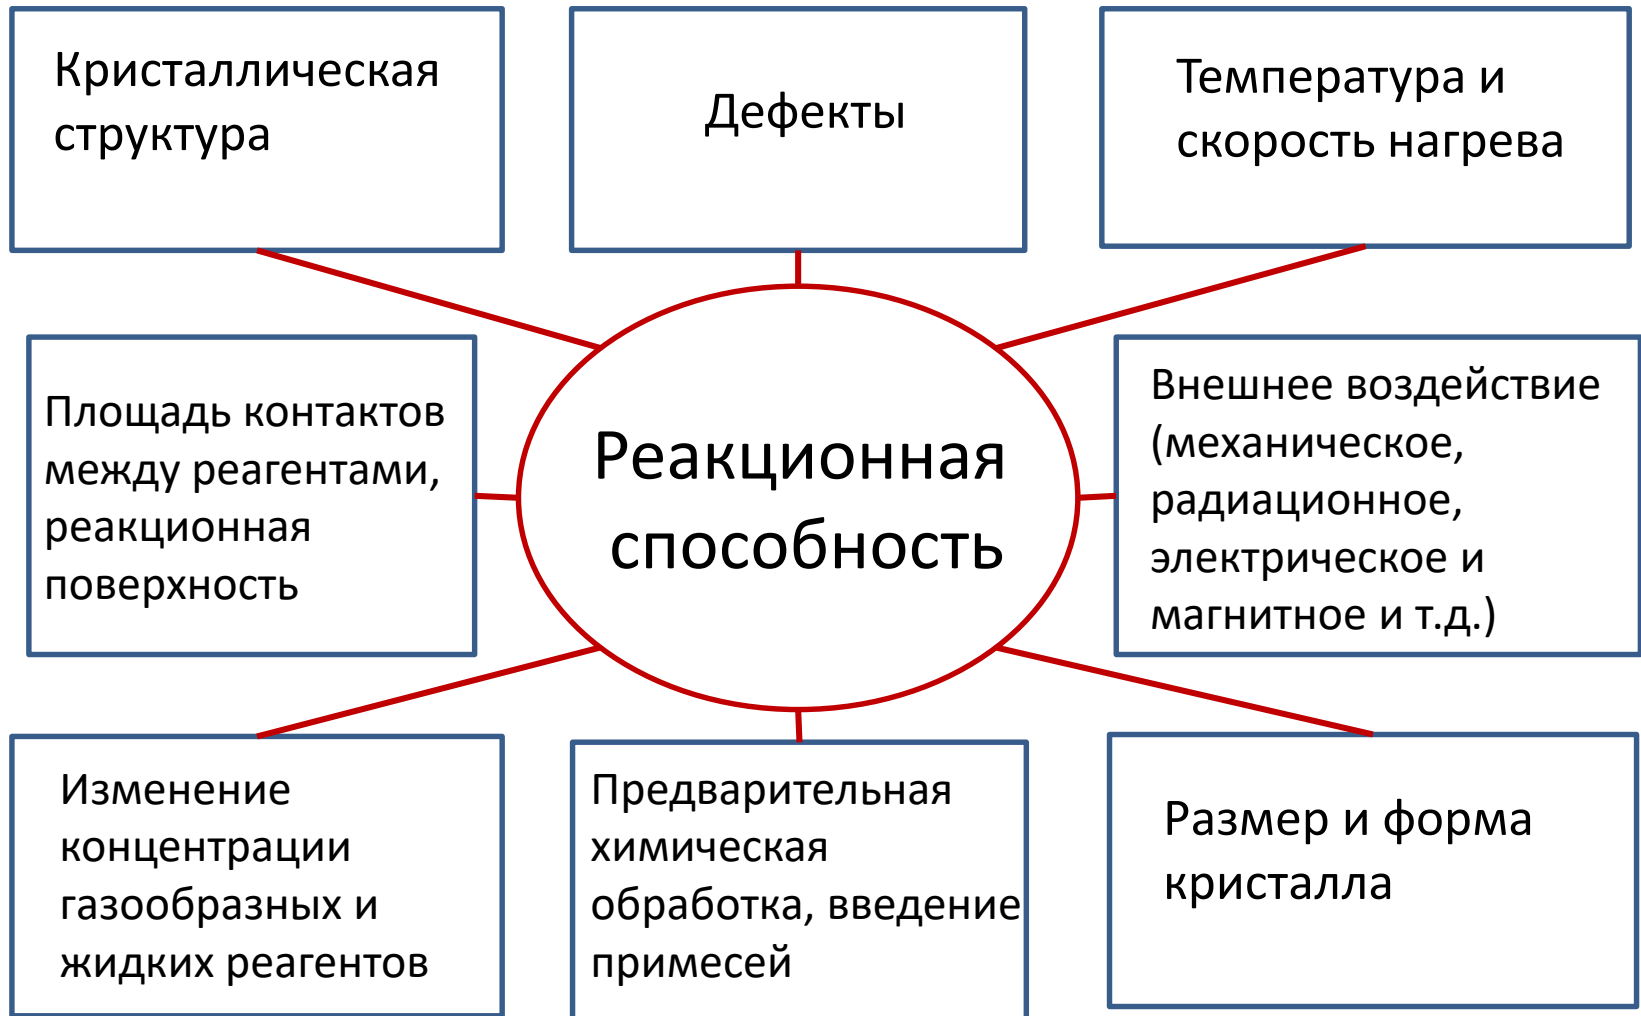 Кристаллическая
структура
Дефекты
Температура и
скорость нагрева
Площадь контактов
между реагентами,
реакционная
поверхность
Реакционная
способность
Внешнее воздействие
(механическое,
радиационное,
электрическое и
магнитное и т.д.)
Изменение
концентрации
газообразных и
жидких реагентов
Предварительная
химическая
обработка, введение
примесей
Размер и форма
кристалла